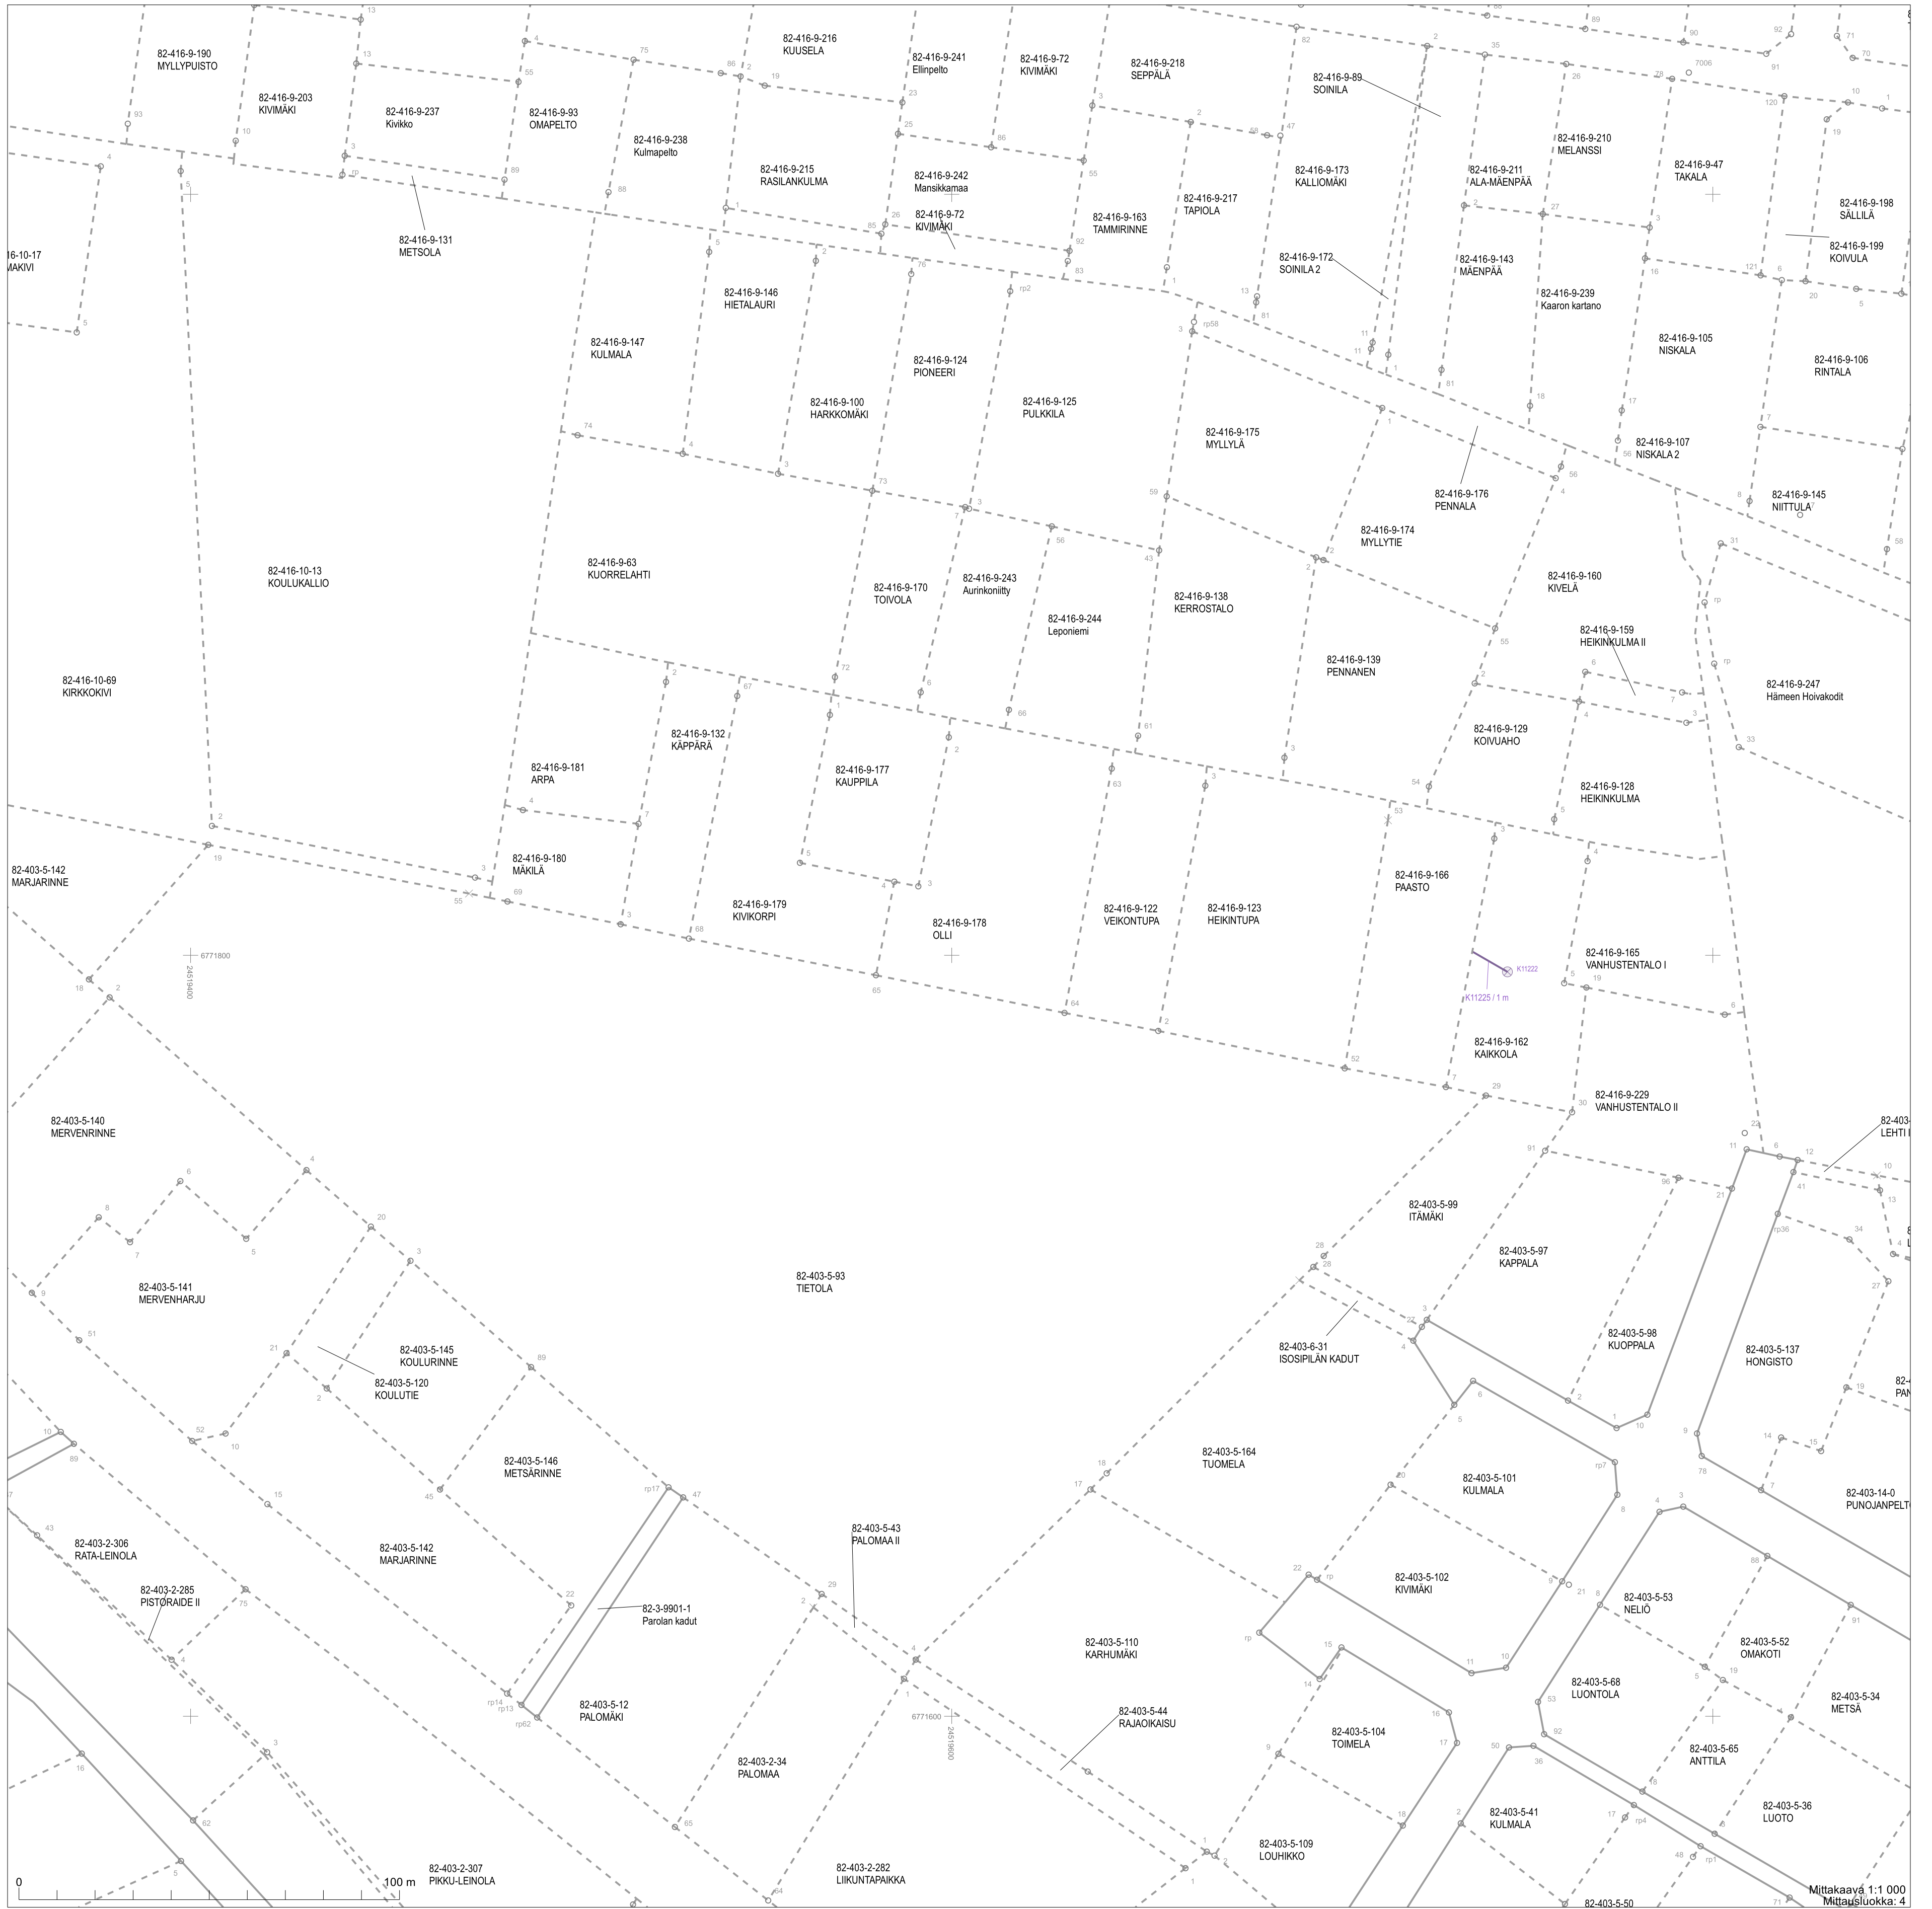 82-416-9-190
MYLLYPUISTO
82-416-9-203
KIVIMÄKI
82-416-9-237
Kivikko
82-416-9-93
OMAPELTO
82-416-9-238
Kulmapelto
82-416-9-216
KUUSELA
82-416-9-241
Ellinpelto
82-416-9-72
KIVIMÄKI
82-416-9-218
SEPPÄLÄ
82-416-9-89
SOINILA
82-416-9-210
MELANSSI
82-416-9-215
RASILANKULMA
82-416-9-242
Mansikkamaa
82-416-9-72
KIVIMÄKI
82-416-9-163
TAMMIRINNE
82-416-9-217
TAPIOLA
82-416-9-173
KALLIOMÄKI
82-416-9-211
ALA-MÄENPÄÄ
82-416-9-47
TAKALA
82-416-9-198
SÄLLILÄ
82-416-9-199
KOIVULA
82-416-9-131
METSOLA
16-10-17
MAKIVI
82-416-9-172
SOINILA 2
82-416-9-143
MÄENPÄÄ
82-416-9-239
Kaaron kartano
82-416-9-146
HIETALAURI
82-416-9-147
KULMALA
82-416-9-124
PIONEERI
82-416-9-105
NISKALA
82-416-9-106
RINTALA
82-416-9-100
HARKKOMÄKI
82-416-9-125
PULKKILA
82-416-9-175
MYLLYLÄ
82-416-9-107
NISKALA 2
82-416-9-176
PENNALA
82-416-9-145
NIITTULA
82-416-9-174
MYLLYTIE
82-416-10-13
KOULUKALLIO
82-416-9-63
KUORRELAHTI
82-416-9-170
TOIVOLA
82-416-9-243
Aurinkoniitty
82-416-9-138
KERROSTALO
82-416-9-160
KIVELÄ
82-416-9-244
Leponiemi
82-416-9-159
HEIKINKULMA II
82-416-9-139
PENNANEN
82-416-10-69
KIRKKOKIVI
82-416-9-247
Hämeen Hoivakodit
82-416-9-132
KÄPPÄRÄ
82-416-9-129
KOIVUAHO
82-416-9-181
ARPA
82-416-9-177
KAUPPILA
82-416-9-128
HEIKINKULMA
82-403-5-142
MARJARINNE
82-416-9-180
MÄKILÄ
82-416-9-166
PAASTO
82-416-9-179
KIVIKORPI
82-416-9-178
OLLI
82-416-9-122
VEIKONTUPA
82-416-9-123
HEIKINTUPA
82-416-9-165
VANHUSTENTALO I
6771800
24519400
K11222
K11225 / 1 m
82-416-9-162
KAIKKOLA
82-416-9-229
VANHUSTENTALO II
82-403-5-140
MERVENRINNE
82-403-
LEHTI I
82-403-5-99
ITÄMÄKI
82-403-5-97
KAPPALA
82-403-5-93
TIETOLA
82-403-5-141
MERVENHARJU
82-403-5-98
KUOPPALA
82-403-6-31
ISOSIPILÄN KADUT
82-403-5-137
HONGISTO
82-403-5-145
KOULURINNE
82-403-5-120
KOULUTIE
82-4
PAN
82-403-5-164
TUOMELA
82-403-5-146
METSÄRINNE
82-403-5-101
KULMALA
82-403-14-0
PUNOJANPELT
82-403-5-43
PALOMAA II
82-403-2-306
RATA-LEINOLA
82-403-5-142
MARJARINNE
82-403-2-285
PISTORAIDE II
82-403-5-102
KIVIMÄKI
82-403-5-53
NELIÖ
82-3-9901-1
Parolan kadut
82-403-5-110
KARHUMÄKI
82-403-5-52
OMAKOTI
82-403-5-12
PALOMÄKI
82-403-5-68
LUONTOLA
82-403-5-34
METSÄ
82-403-5-44
RAJAOIKAISU
6771600
24519600
82-403-5-104
TOIMELA
82-403-5-65
ANTTILA
82-403-2-34
PALOMAA
82-403-5-41
KULMALA
82-403-5-36
LUOTO
82-403-5-109
LOUHIKKO
82-403-2-307
PIKKU-LEINOLA
82-403-2-282
LIIKUNTAPAIKKA
82-403-5-50
0
100 m
Mittakaava 1:1 000
Mittausluokka: 4